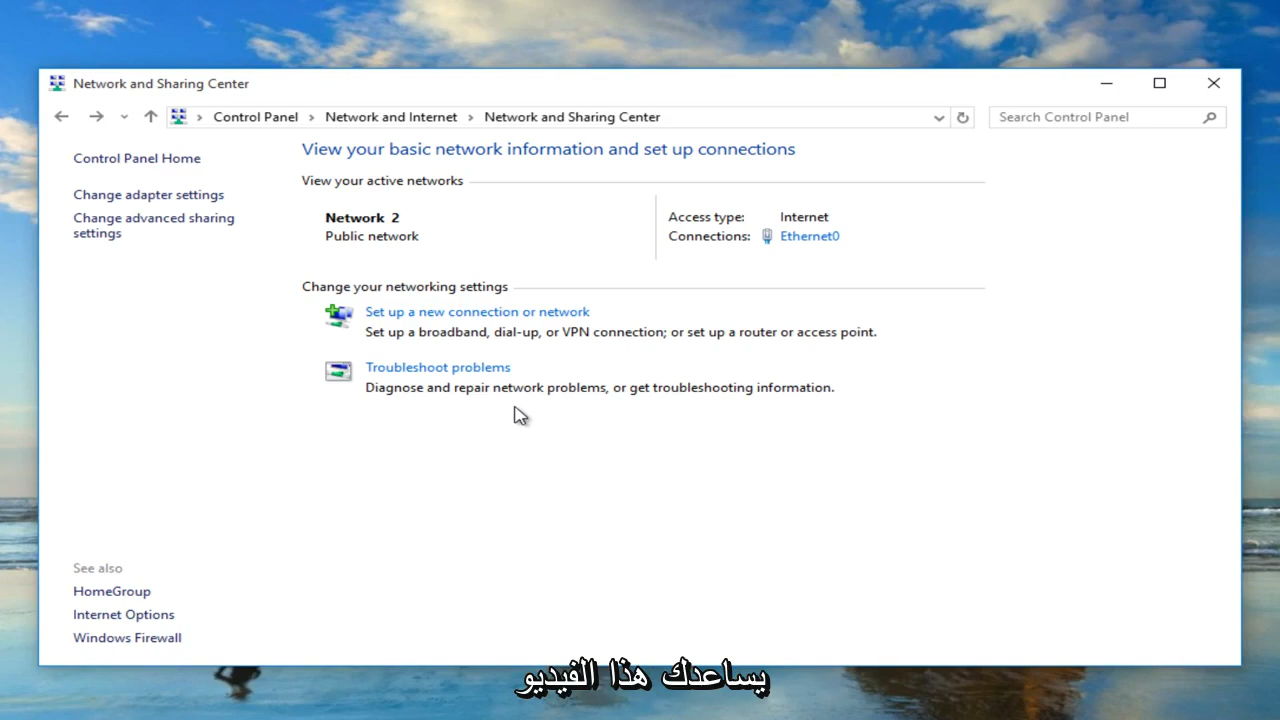 Network and Sharing Center
Control Panel > Network and Internet > Network and Sharing Center
Search Control Panel
Control Panel Home
Change adapter settings
Change advanced sharing
settings
View your basic network information and set up connections
View your active networks
Network 2
Public network
Access type: Internet
Connections: Ethernet0
Change your networking settings
Set up a new connection or network
Set up a broadband, dial-up, or VPN connection; or set up a router or access point.
Troubleshoot problems
Diagnose and repair network problems, or get troubleshooting information.
See also
HomeGroup
Internet Options
Windows Firewall
يساعدك هذا الفيديو